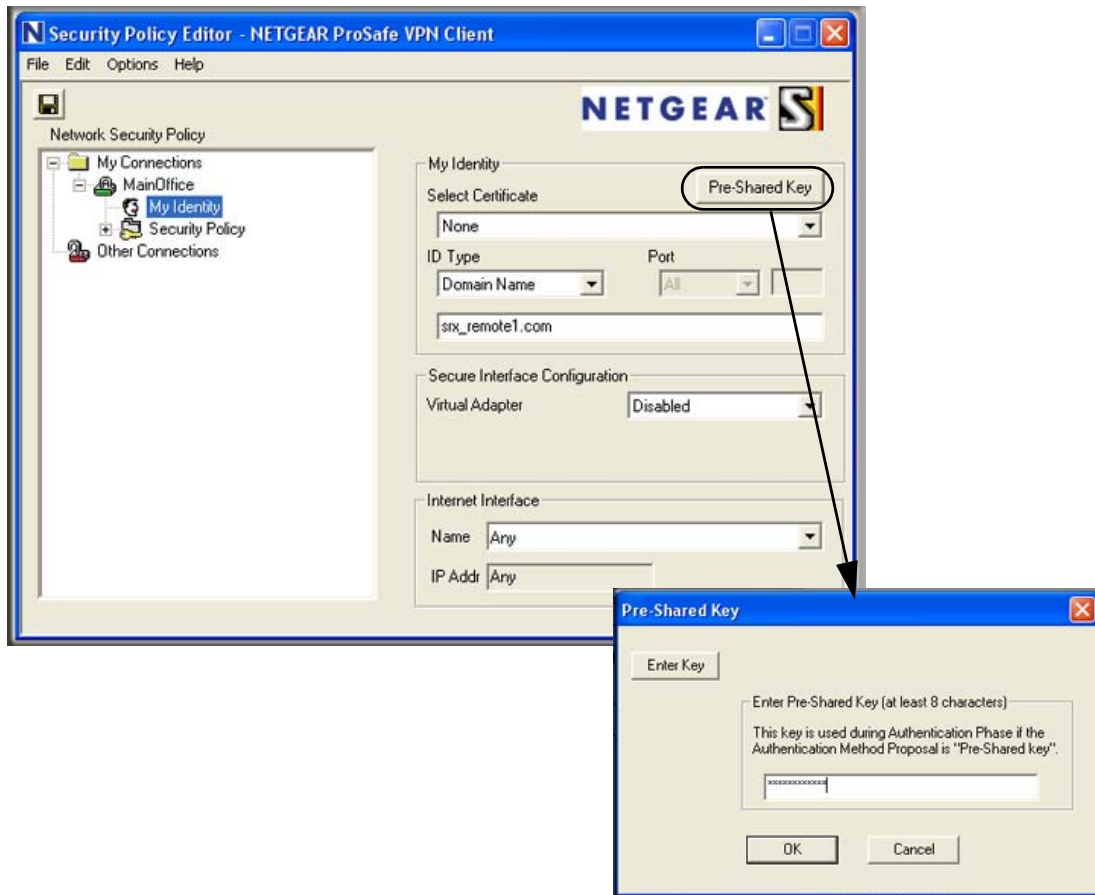 Security Policy Editor - NETGEAR ProSafe VPN Client
File Edit Options Help
NETGEAR
Network Security Policy
My Connections
MainOffice
My Identity
Security Policy
Other Connections
My Identity
Pre-Shared Key
Select Certificate
None
ID Type Port
Domain Name All
srx_remote1.com
Secure Interface Configuration
Virtual Adapter Disabled
Internet Interface
Name Any
IP Addr Any
Pre-Shared Key
Enter Key
Enter Pre-Shared Key (at least 8 characters)
This key is used during Authentication Phase if the
Authentication Method Proposal is "Pre-Shared key".
************
OK Cancel